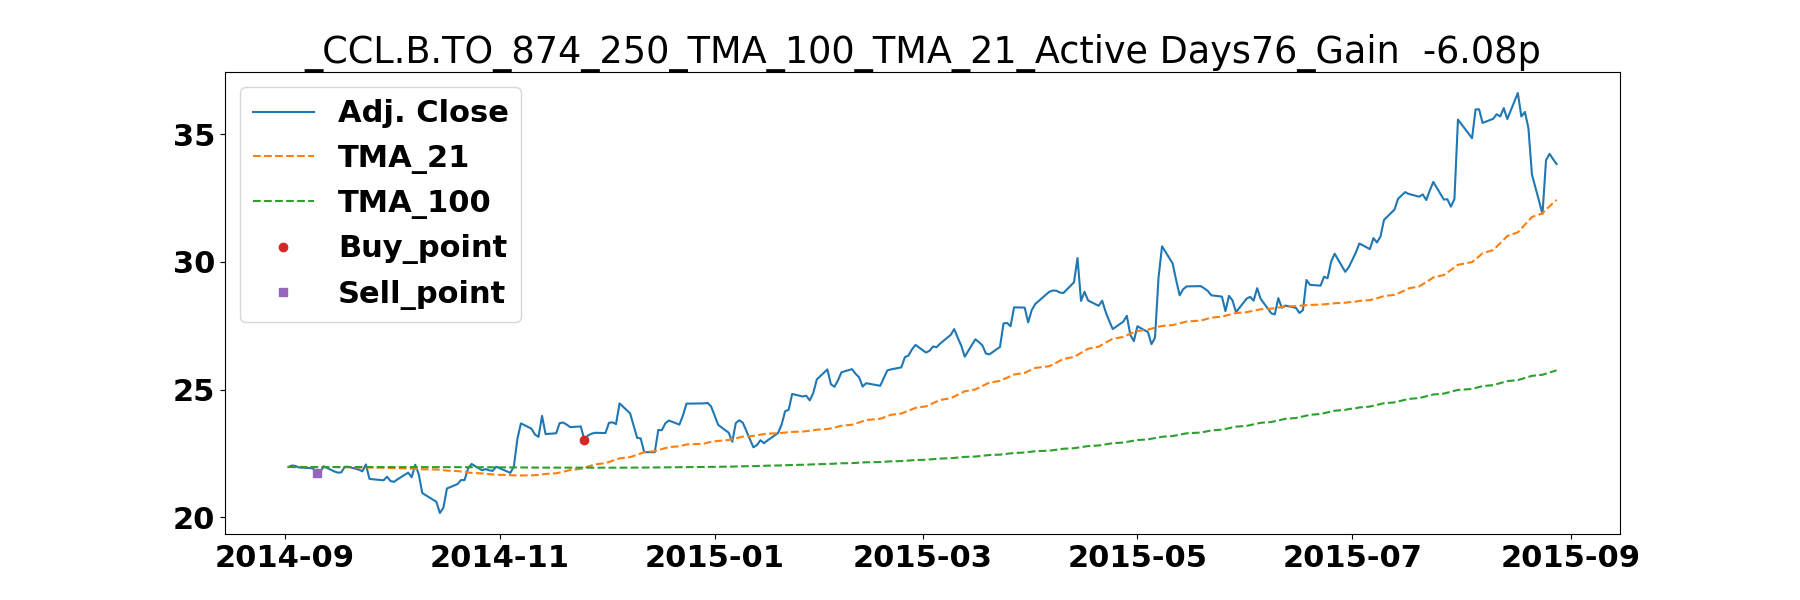 _CCL.B.TO_874_250_TMA_100_TMA_21_Active Days76_Gain  -6.08p
Adj. Close
TMA_21
TMA_100
Buy_point
Sell_point
35
30
25
20
2014-09 2014-11 2015-01 2015-03 2015-05 2015-07 2015-09